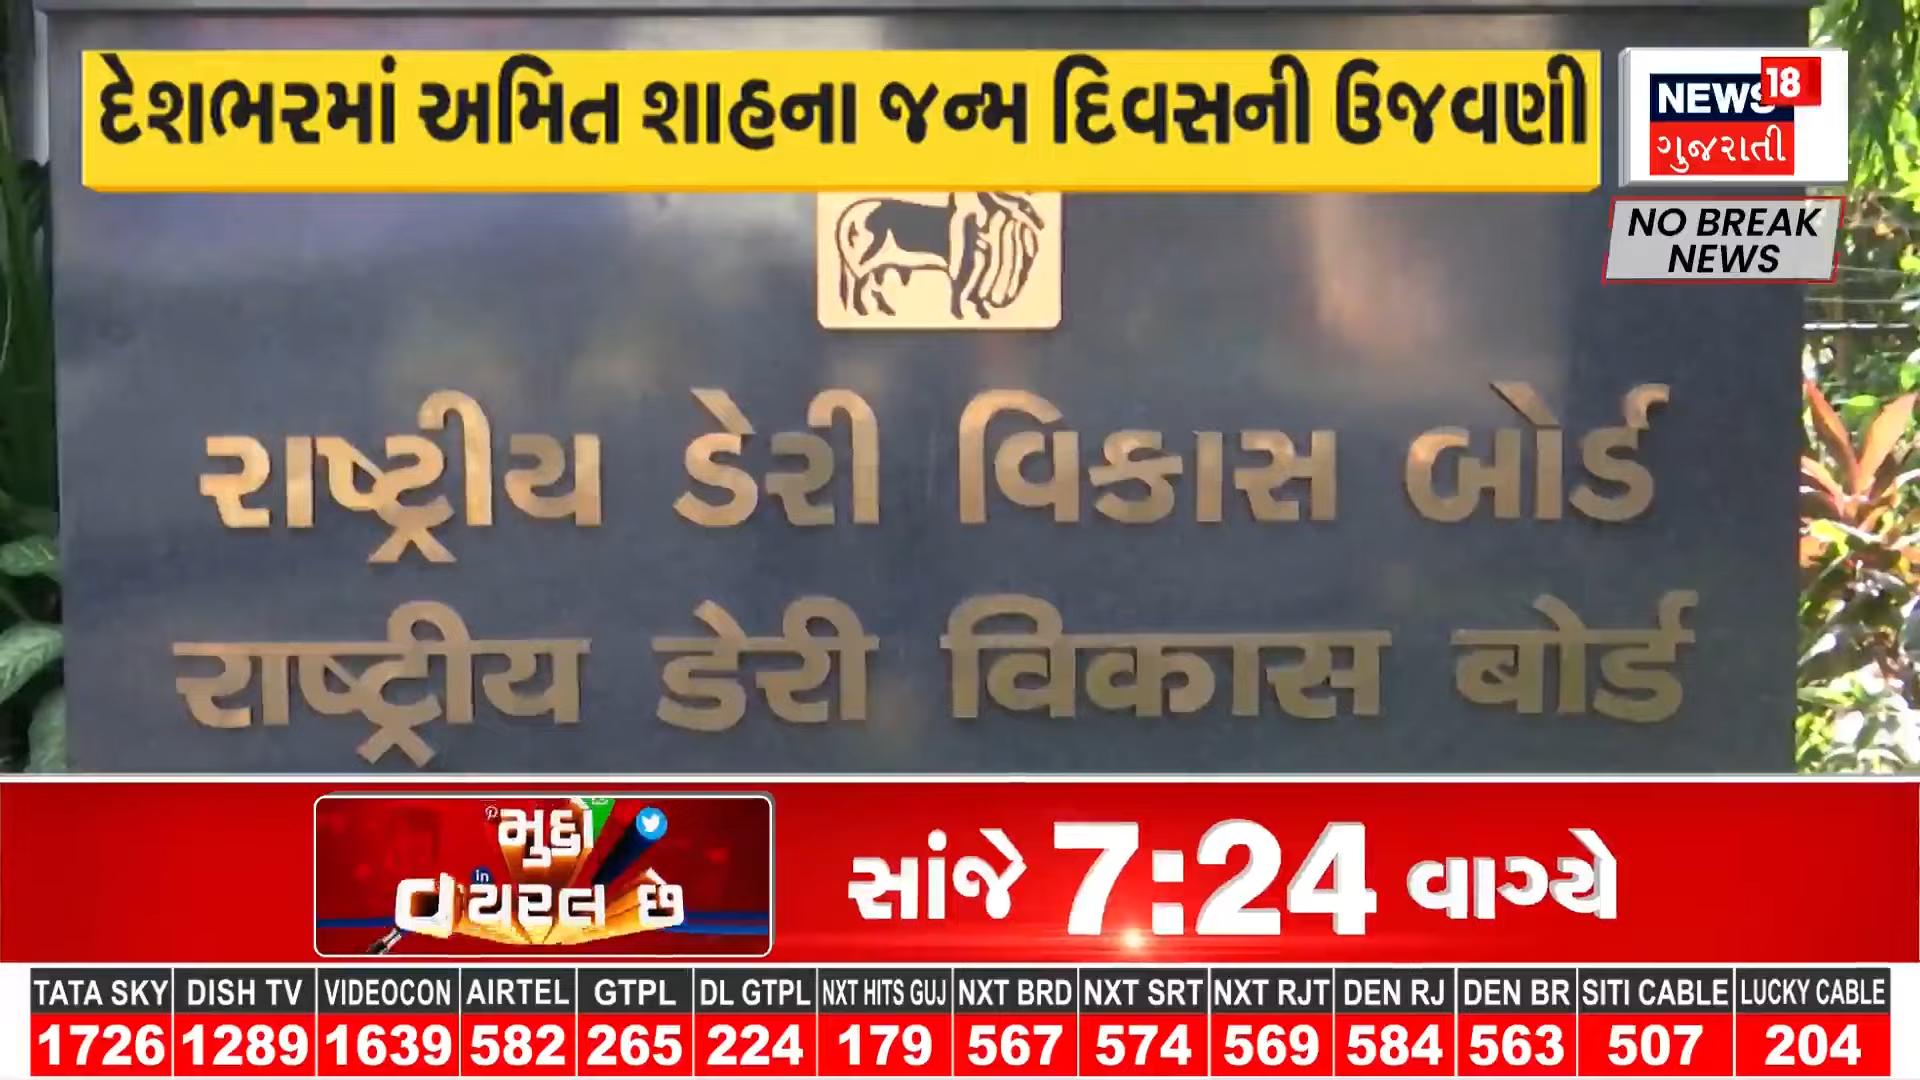 દેશભરમાં અમિત શાહના જન્મ દિવસની ઉજવણી
NEWS 18
ગુજરાતી
NO BREAK
NEWS
રાષ્ટ્રીય ડેરી વિકાસ બોર્ડ
राष्ट्रीय डेरी विकास बोर्ड
મુદ્દો
વાયરલ છે
સાંજે 7:24 વાગ્યે
TATA SKY DISH TV VIDEOCON AIRTEL GTPL DL GTPL NXT HITS GUJ NXT BRD NXT SRT NXT RJT DEN RJ DEN BR SITI CABLE LUCKY CABLE
1726 1289 1639 582 265 224 179 567 574 569 584 563 507 204